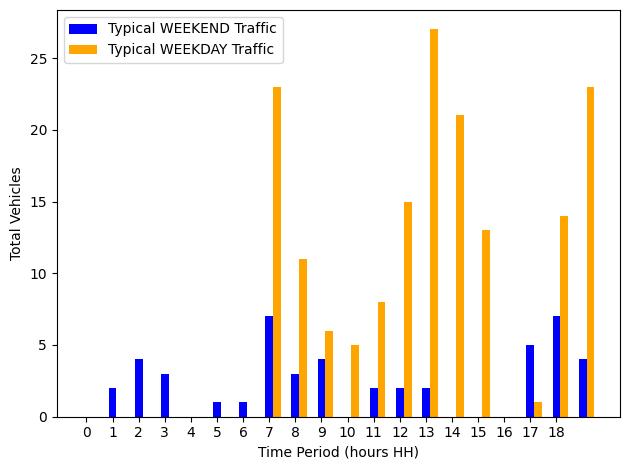 Typical WEEKEND Traffic
Typical WEEKDAY Traffic
Total Vehicles
25
20
15
10
5
0
0 1 2 3 4 5 6 7 8 9 10 11 12 13 14 15 16 17 18
Time Period (hours HH)